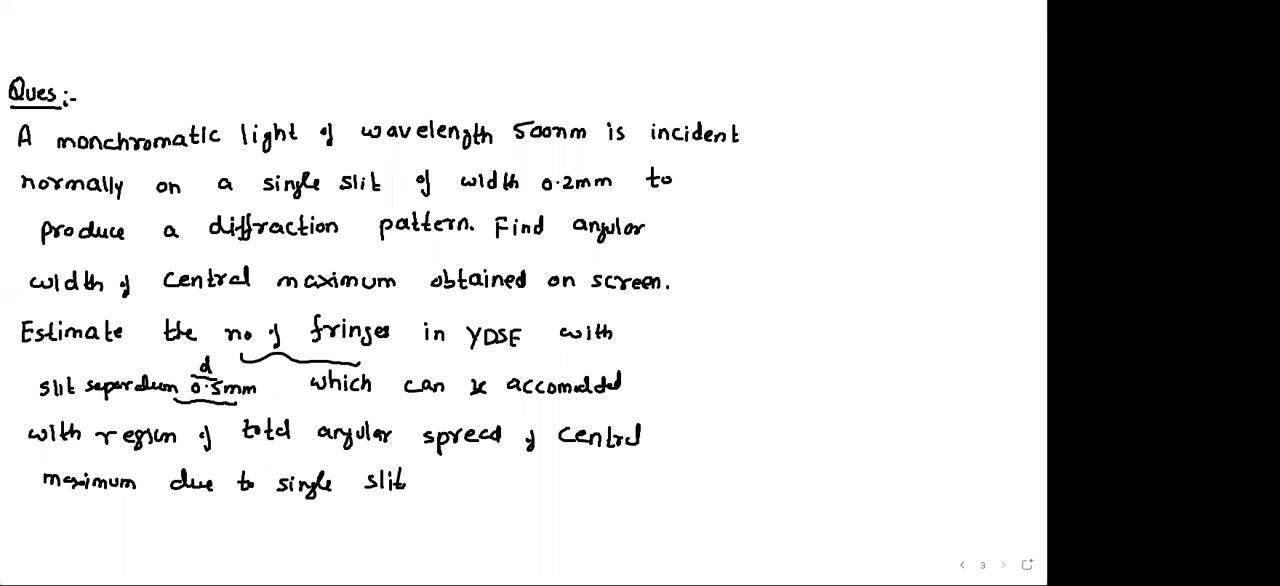 Ques :-
A monochromatic light of wavelength 500nm is incident
normally on a single slit of width 0.2mm to
produce a diffraction pattern. Find angular
width of central maximum obtained on screen.
Estimate the no of fringes in YDSE with
d
slit separation 0.5mm which can be accomodated
with region of total angular spread of central
maximum due to single slit
3